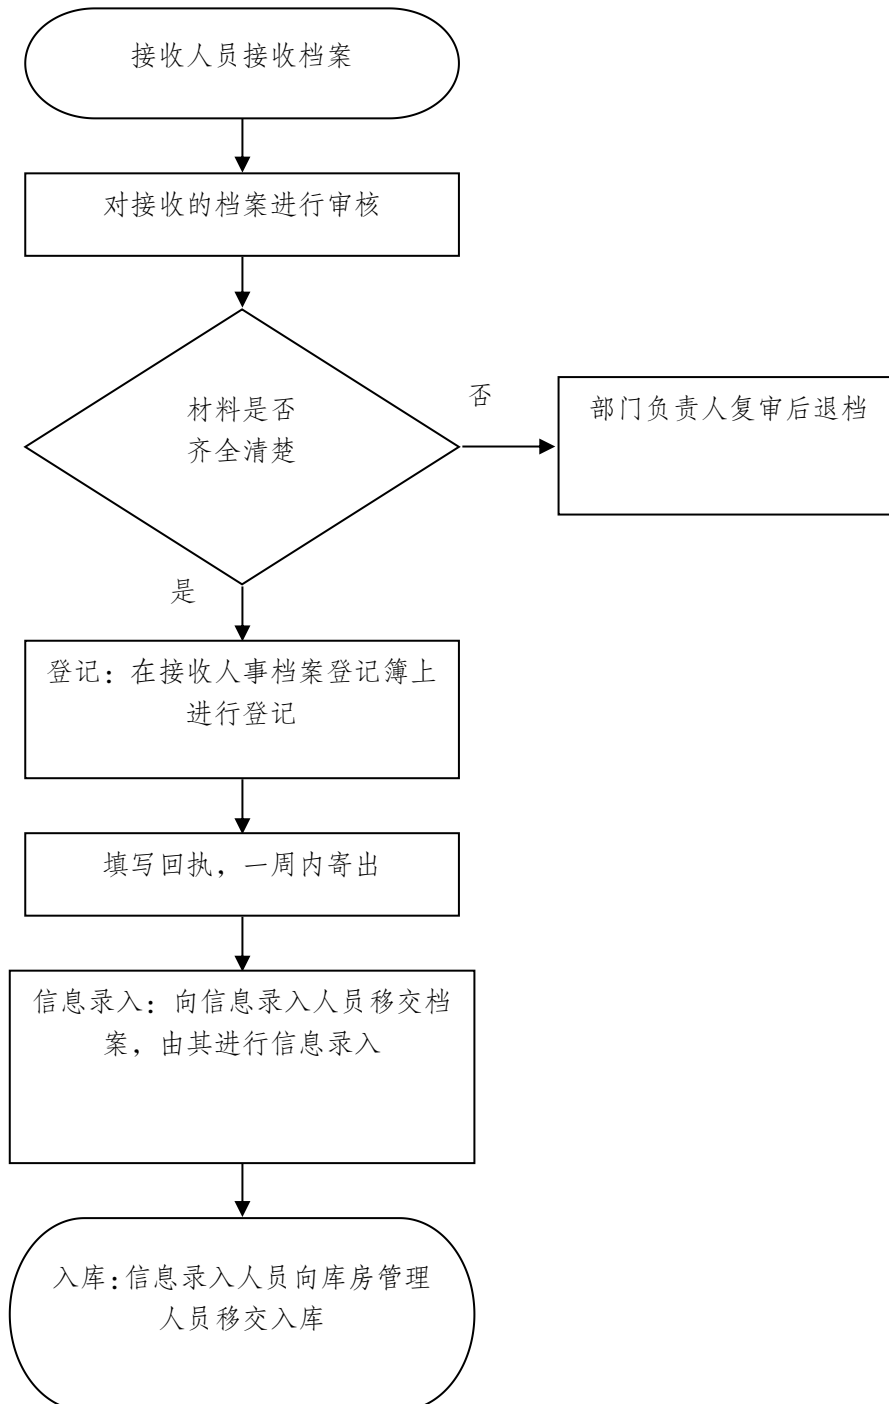 接收人员接收档案
对接收的档案进行审核
材料是否
齐全清楚
否
部门负责人复审后退档
是
登记：在接收人事档案登记簿上
进行登记
填写回执，一周内寄出
信息录入：向信息录入人员移交档
案，由其进行信息录入
入库：信息录入人员向库房管理
人员移交入库